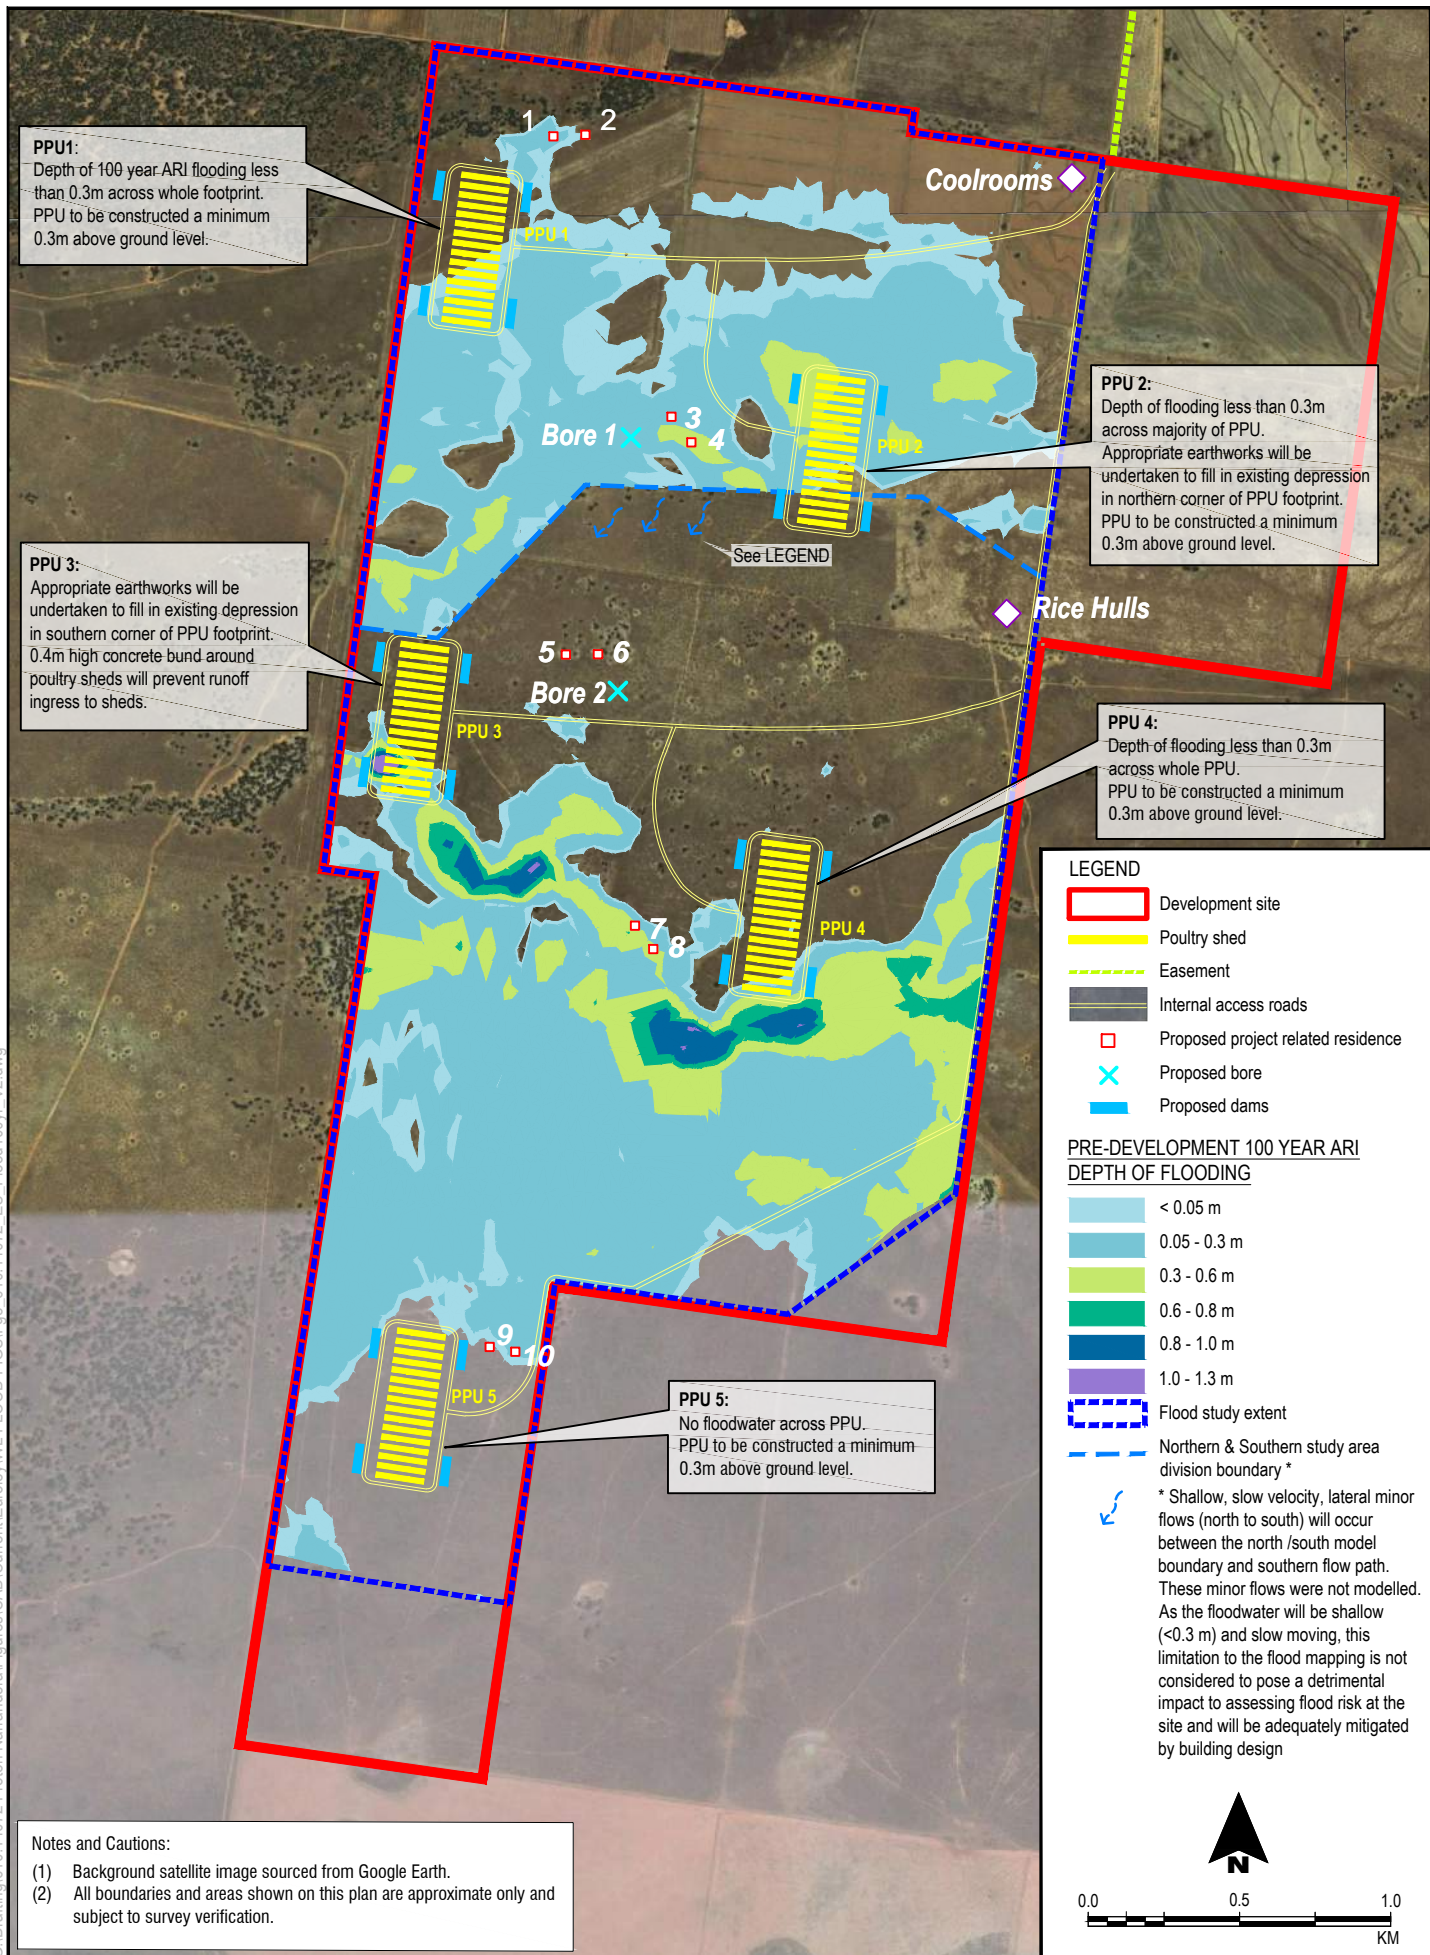 1
2
PPU1:
Depth of 100 year ARI flooding less
than 0.3m across whole footprint.
PPU to be constructed a minimum
0.3m above ground level.
Coolrooms
PPU 1
PPU 2:
Depth of flooding less than 0.3m
across majority of PPU.
Appropriate earthworks will be
undertaken to fill in existing depression
in northern corner of PPU footprint.
PPU to be constructed a minimum
0.3m above ground level.
3
Bore 1
4
PPU 2
See LEGEND
PPU 3:
Appropriate earthworks will be
undertaken to fill in existing depression
in southern corner of PPU footprint.
0.4m high concrete bund around
poultry sheds will prevent runoff
ingress to sheds.
Rice Hulls
5
6
Bore 2
PPU 3
PPU 4:
Depth of flooding less than 0.3m
across whole PPU.
PPU to be constructed a minimum
0.3m above ground level.
7
8
PPU 4
9
10
PPU 5
PPU 5:
No floodwater across PPU.
PPU to be constructed a minimum
0.3m above ground level.
LEGEND
Development site
Poultry shed
Easement
Internal access roads
Proposed project related residence
Proposed bore
Proposed dams
PRE-DEVELOPMENT 100 YEAR ARI
DEPTH OF FLOODING
< 0.05 m
0.05 - 0.3 m
0.3 - 0.6 m
0.6 - 0.8 m
0.8 - 1.0 m
1.0 - 1.3 m
Flood study extent
Northern & Southern study area
division boundary *
* Shallow, slow velocity, lateral minor
flows (north to south) will occur
between the north /south model
boundary and southern flow path.
These minor flows were not modelled.
As the floodwater will be shallow
(<0.3 m) and slow moving, this
limitation to the flood mapping is not
considered to pose a detrimental
impact to assessing flood risk at the
site and will be adequately mitigated
by building design
N
0.0 0.5 1.0
KM
Notes and Cautions:
(1) Background satellite image sourced from Google Earth.
(2) All boundaries and areas shown on this plan are approximate only and
subject to survey verification.